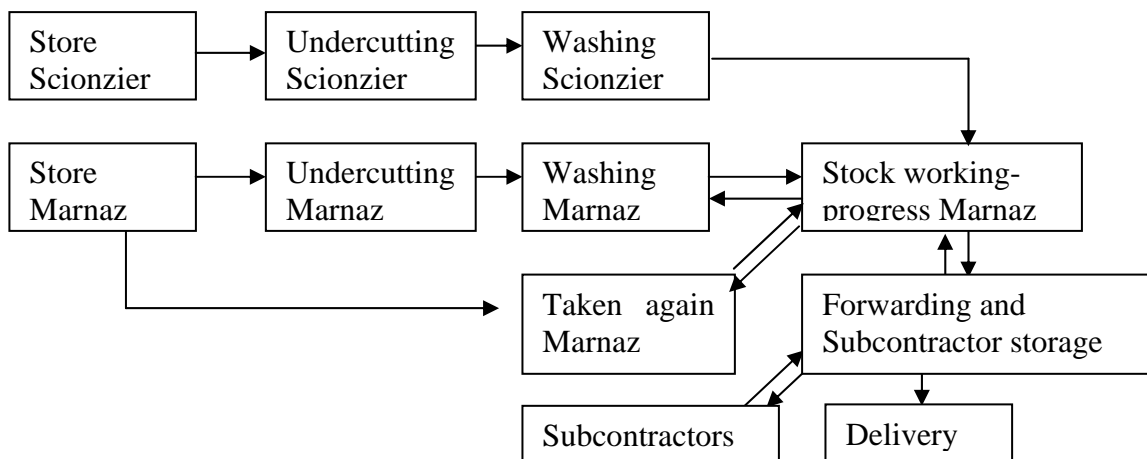 Store
Scionzier
Undercutting
Scionzier
Washing
Scionzier
Store
Marnaz
Undercutting
Marnaz
Washing
Marnaz
Stock working-
progress Marnaz
Taken again
Marnaz
Forwarding and
Subcontractor storage
Subcontractors
Delivery